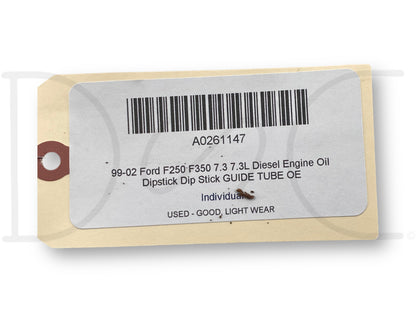 A0261147
99-02 Ford F250 F350 7.3 7.3L Diesel Engine Oil
Dipstick Dip Stick GUIDE TUBE OE
Individual
USED - GOOD, LIGHT WEAR